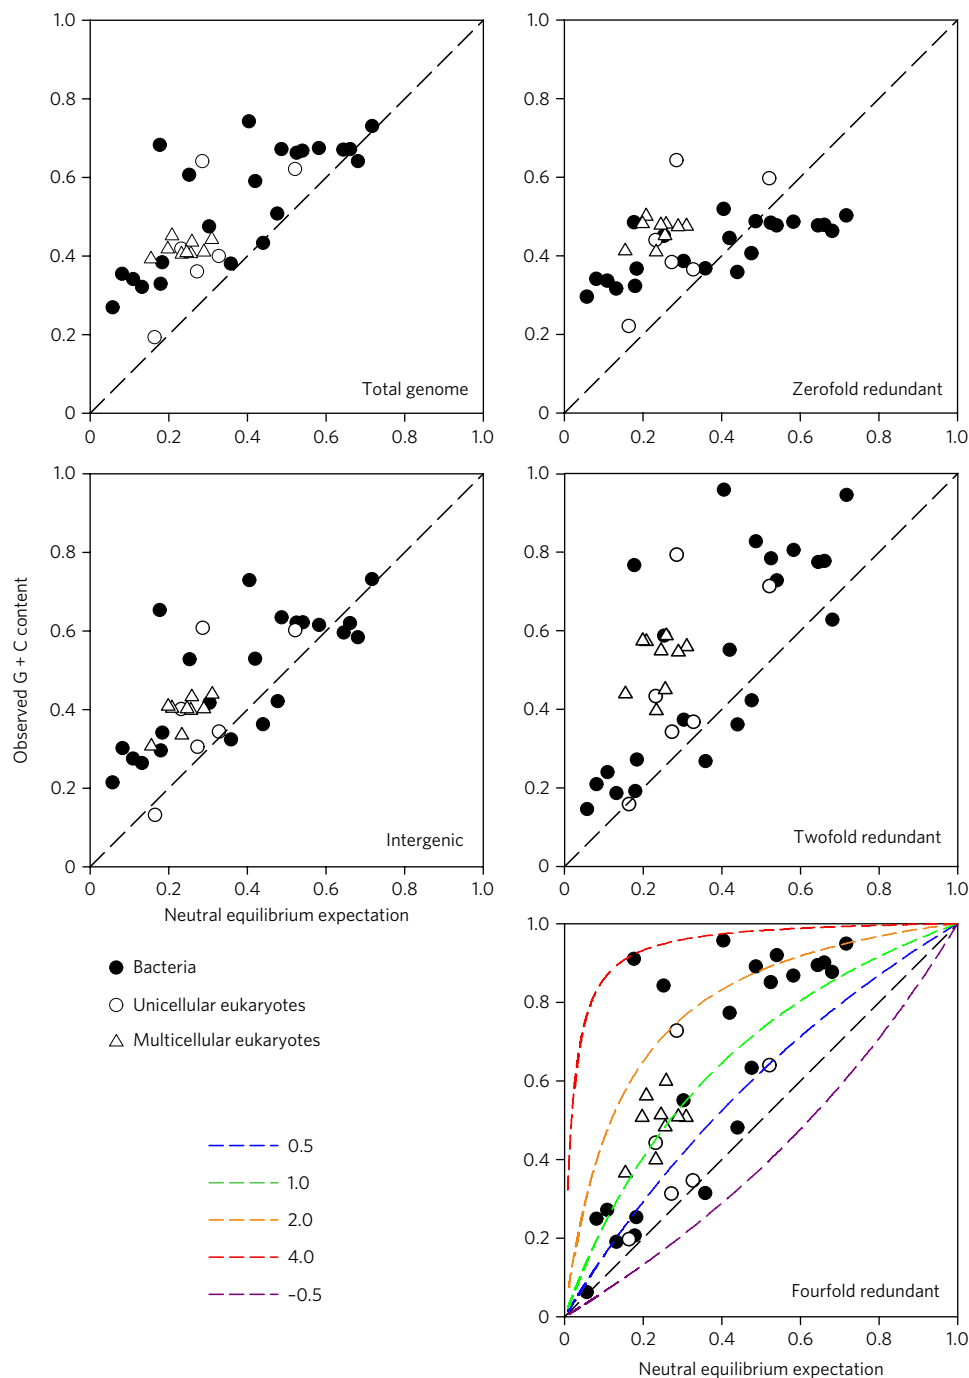 1.0
0.8
0.6
0.4
0.2
0
0 0.2 0.4 0.6 0.8 1.0
Total genome
1.0
0.8
0.6
0.4
0.2
0
0 0.2 0.4 0.6 0.8 1.0
Zerofold redundant
Observed G + C content
1.0
0.8
0.6
0.4
0.2
0
0 0.2 0.4 0.6 0.8 1.0
Intergenic
Neutral equilibrium expectation
1.0
0.8
0.6
0.4
0.2
0
0 0.2 0.4 0.6 0.8 1.0
Twofold redundant
Bacteria
Unicellular eukaryotes
Multicellular eukaryotes
0.5
1.0
2.0
4.0
–0.5
1.0
0.8
0.6
0.4
0.2
0
0 0.2 0.4 0.6 0.8 1.0
Fourfold redundant
Neutral equilibrium expectation